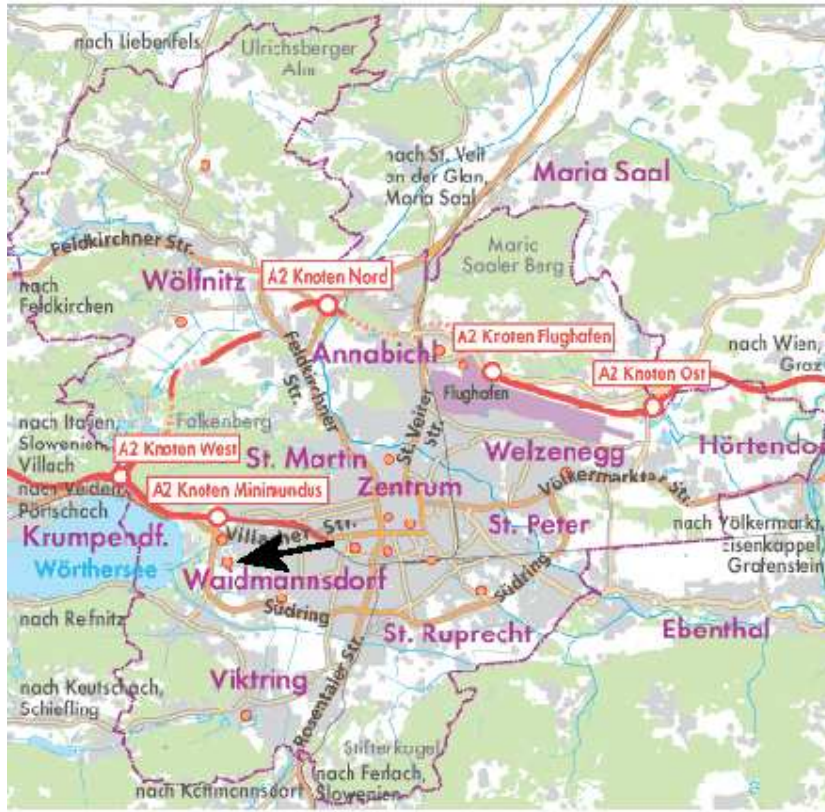 nach Liebenfels
Ulrichsberger
Alm
nach St. Veit
an der Glan,
Maria Saal
Maria Saal
Feldkirchner Str.
Maria
Saaler Berg
Wölfnitz
A2 Knoten Nord
nach
Feldkirchen
Annabichl
A2 Knoten Flughafen
nach Wien,
Graz
A2 Knoten Ost
Feldkirchner
Str.
Flughafen
St. Veiter
Str.
nach Italien,
Slowenien,
Villach
Falkenberg
A2 Knoten West
St. Martin
Welzenegg
Hörtendor
nach Velden,
Pörtschach
A2 Knoten Minimundus
Zentrum
Völkermarkter Str.
Krumpendf.
Villacher Str.
St. Peter
nach Völkermarkt,
Eisenkappel,
Grafenstein
Wörthersee
Waidmannsdorf
Südring
Südring
nach Reifnitz
St. Ruprecht
Ebenthal
Viktring
Rosentaler Str.
nach Keutschach,
Schiefling
Stifterkogel
nach Ferlach,
Slowenien
nach Köttmannsdorf